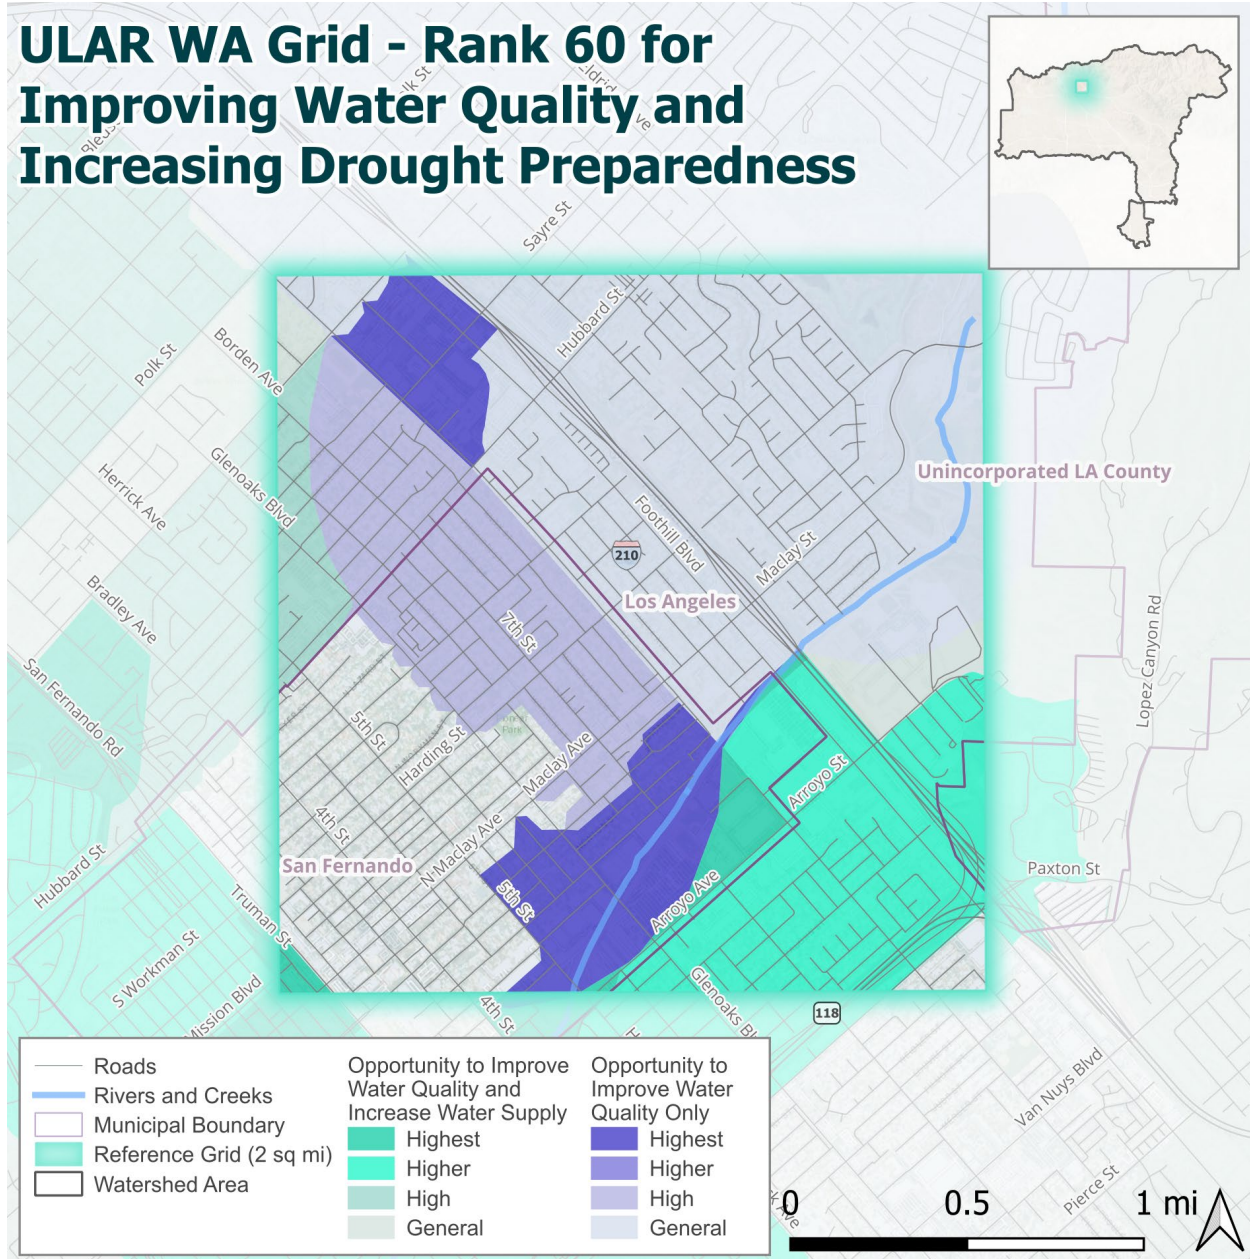 ULAR WA Grid - Rank 60 for
Improving Water Quality and
Increasing Drought Preparedness
Sayre St
Hubbard St
Borden Ave
Polk St
Glenoaks Blvd
Herrick Ave
Unincorporated LA County
Foothill Blvd
210
Maclay St
Los Angeles
Bradley Ave
7th St
Lopez Canyon Rd
San Fernando Rd
5th St
Harding St
Park
Maclay Ave
Arroyo St
4th St
N Maclay Ave
San Fernando
Hubbard St
Truman St
5th St
Arroyo Ave
Paxton St
S Workman St
Mission Blvd
4th St
Glenoaks Bl
118
Van Nuys Blvd
Pierce St
Roads
Rivers and Creeks
Municipal Boundary
Reference Grid (2 sq mi)
Watershed Area
Opportunity to Improve
Water Quality and
Increase Water Supply
Highest
Higher
High
General
Opportunity to
Improve Water
Quality Only
Highest
Higher
High
General
0 0.5 1 mi